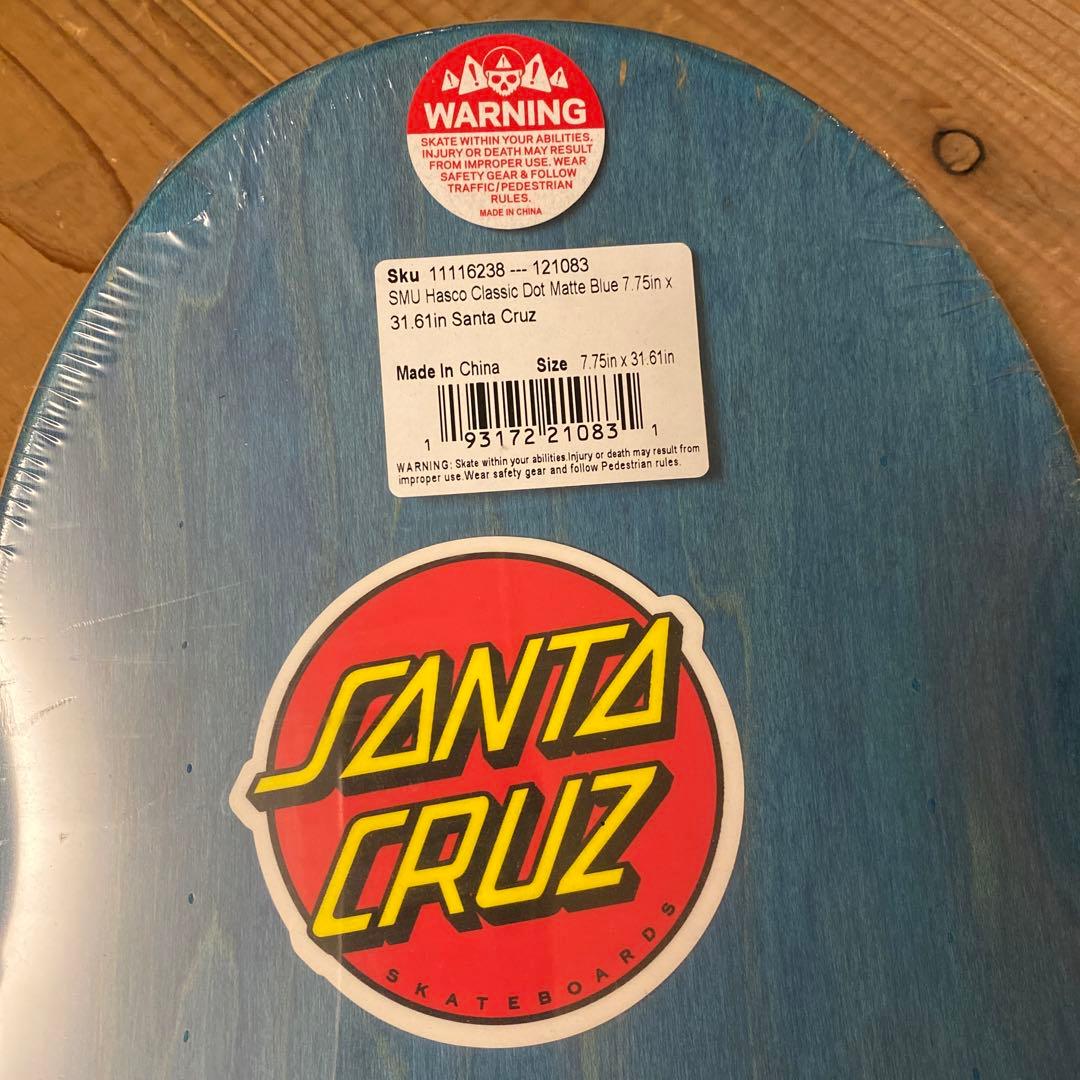 WARNING
SKATE WITHIN YOUR ABILITIES.
INJURY OR DEATH MAY RESULT
FROM IMPROPER USE. WEAR
SAFETY GEAR & FOLLOW
TRAFFIC/PEDESTRIAN
RULES.
MADE IN CHINA
Sku 11116238 --- 121083
SMU Hasco Classic Dot Matte Blue 7.75in x
31.61in Santa Cruz
Made In China Size 7.75in x 31.61in
1 93172 21083 1
WARNING: Skate within your abilities.Injury or death may result from
improper use.Wear safety gear and follow Pedestrian rules.
SANTA
CRUZ
SKATEBOARDS